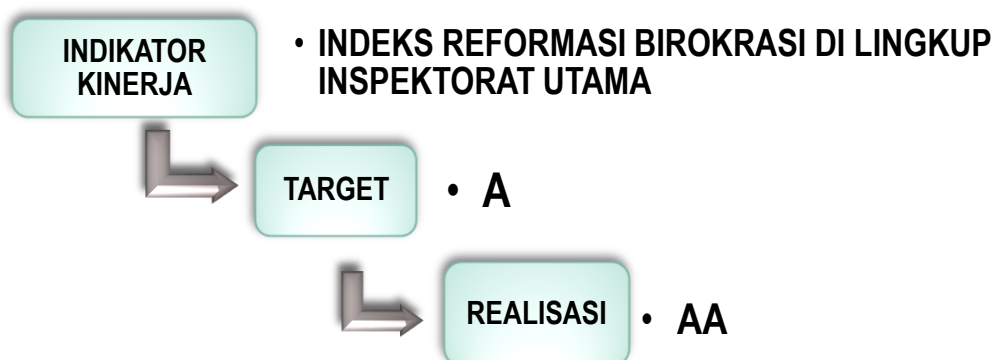 INDIKATOR
KINERJA
• INDEKS REFORMASI BIROKRASI DI LINGKUP
INSPEKTORAT UTAMA
TARGET
• A
REALISASI
• AA